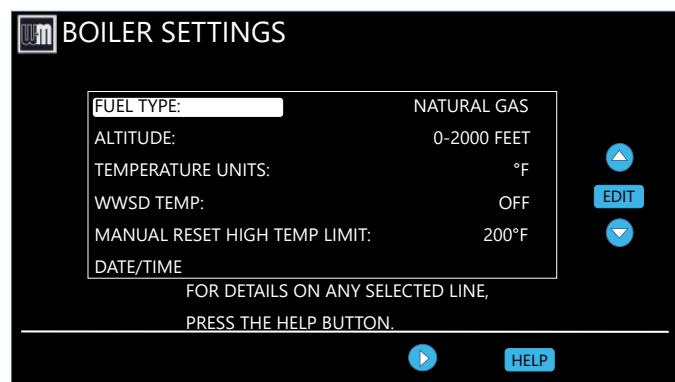 WM BOILER SETTINGS
FUEL TYPE: NATURAL GAS
ALTITUDE: 0-2000 FEET
TEMPERATURE UNITS: °F
WWSD TEMP: OFF
MANUAL RESET HIGH TEMP LIMIT: 200°F
DATE/TIME
EDIT
FOR DETAILS ON ANY SELECTED LINE,
PRESS THE HELP BUTTON.
HELP